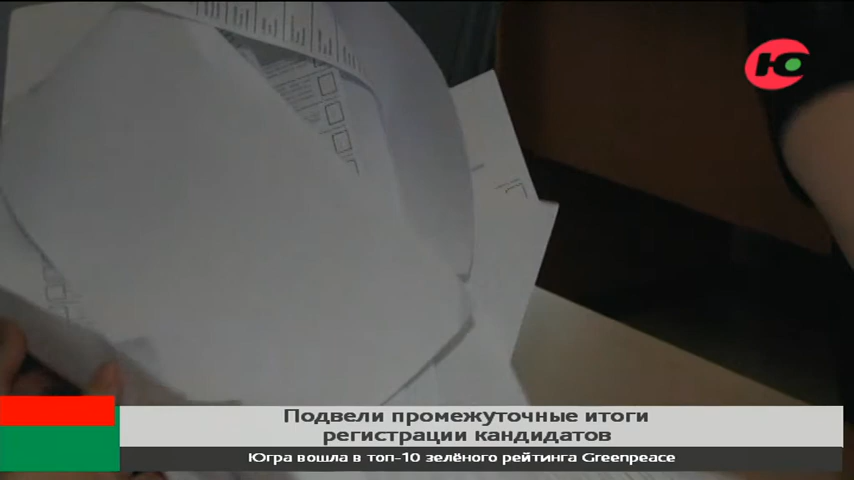 Ю
Подвели промежуточные итоги
регистрации кандидатов
Югра вошла в топ-10 зелёного рейтинга Greenpeace